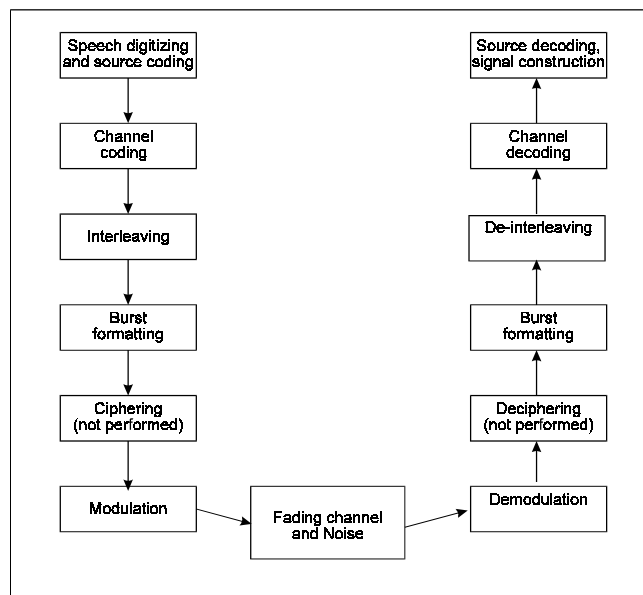 Speech digitizing
and source coding
Channel
coding
Interleaving
Burst
formatting
Ciphering
(not performed)
Modulation
Fading channel
and Noise
Demodulation
Deciphering
(not performed)
Burst
formatting
De-interleaving
Channel
decoding
Source decoding,
signal construction